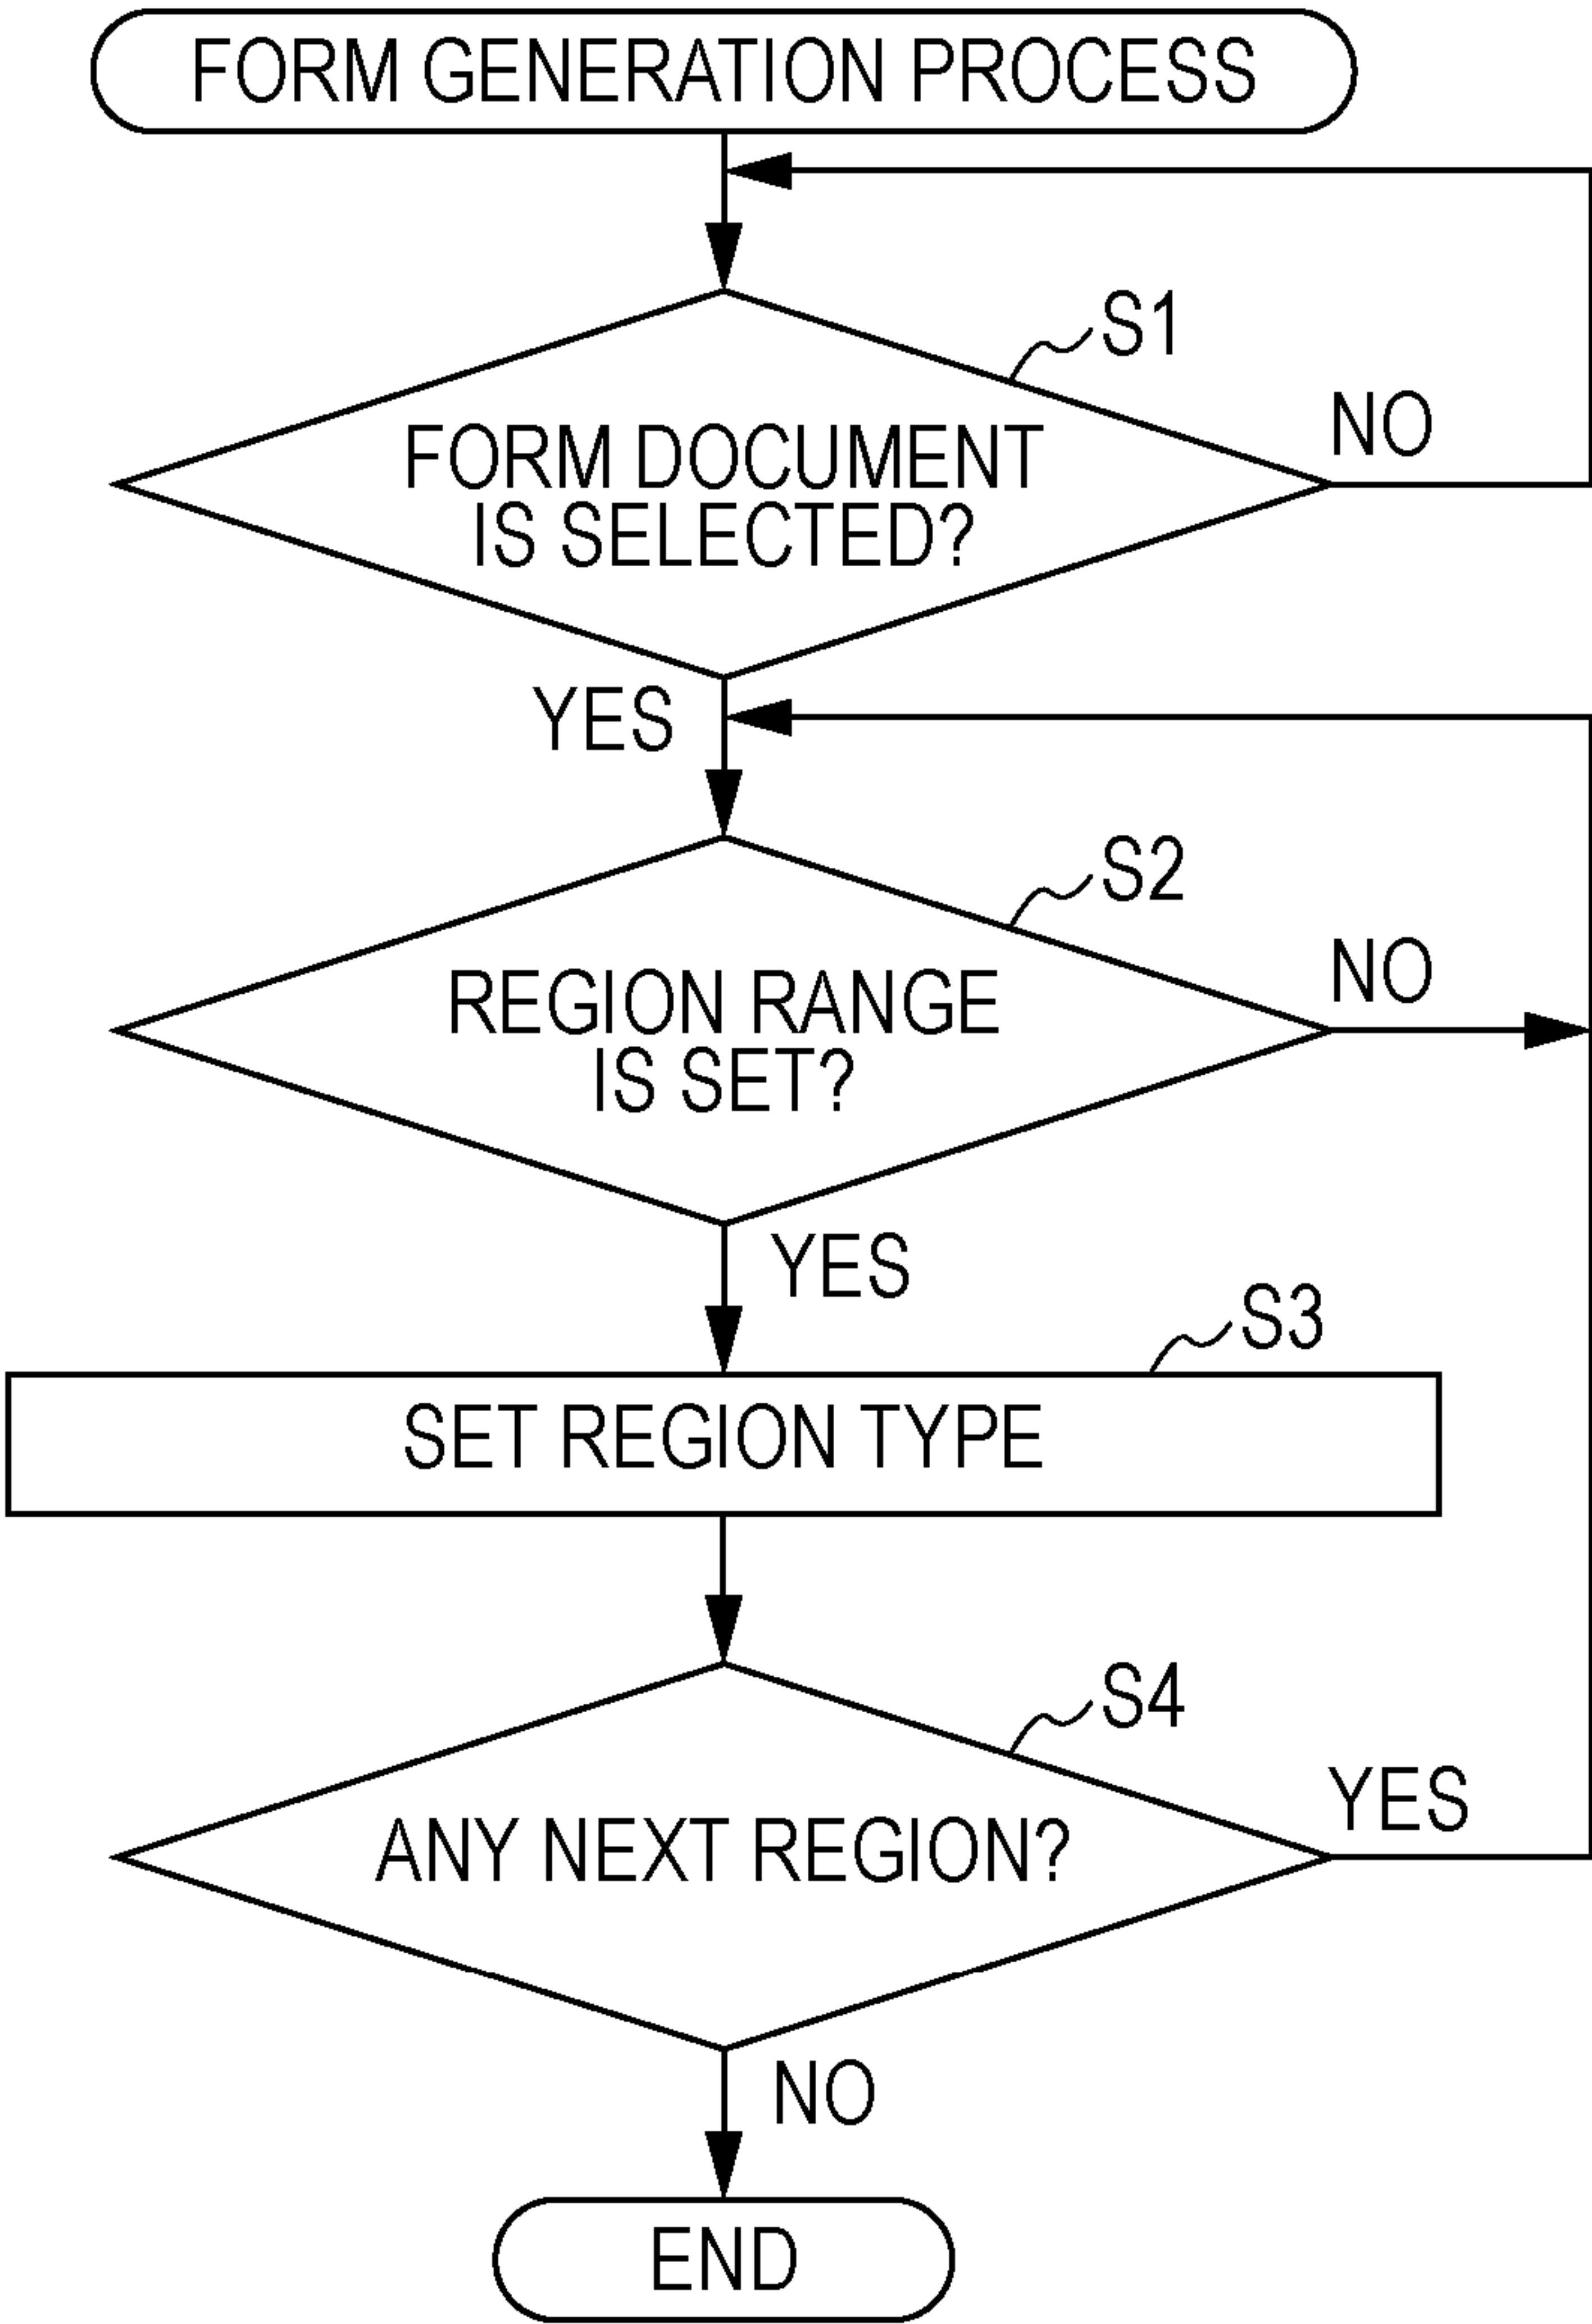 FORM GENERATION PROCESS
S1
FORM DOCUMENT
IS SELECTED?
NO
YES
S2
REGION RANGE
IS SET?
NO
YES
S3
SET REGION TYPE
S4
ANY NEXT REGION?
YES
NO
END